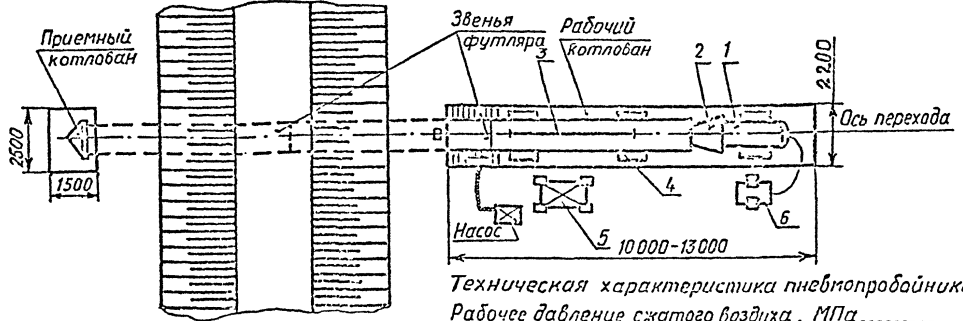 Приемный
котлован
Звенья
футляра
Рабочий
котлован
3
2
1
2200
Ось перехода
2500
1500
4
Насос
5
6
10000-13000
Техническая характеристика пневмопробойника
Рабочее давление сжатого воздуха, МПа........